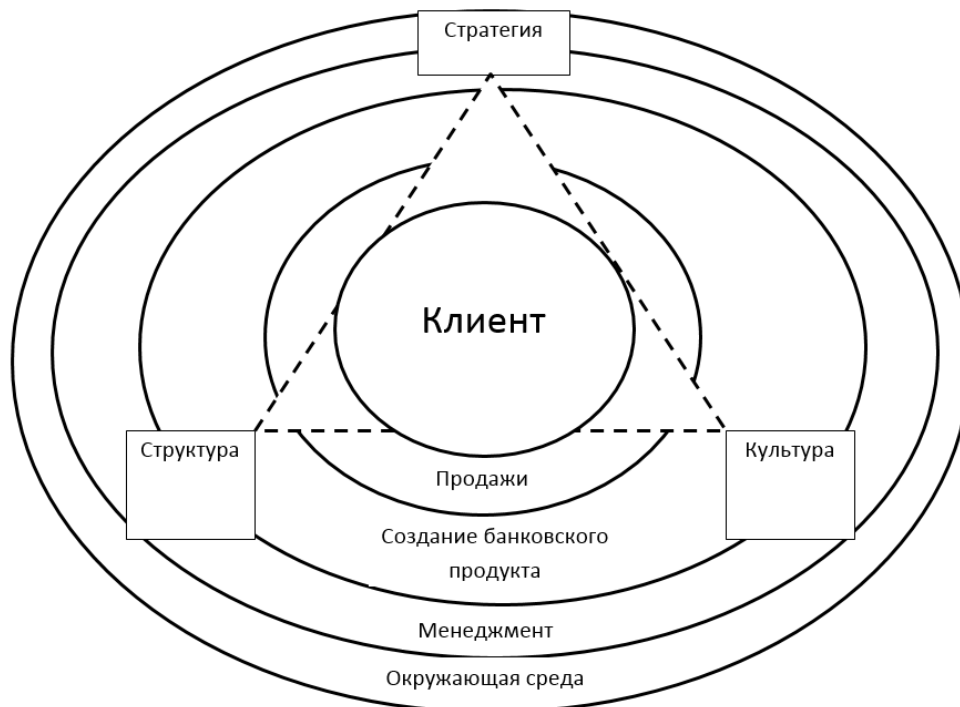 Стратегия
Клиент
Структура
Культура
Продажи
Создание банковского
продукта
Менеджмент
Окружающая среда